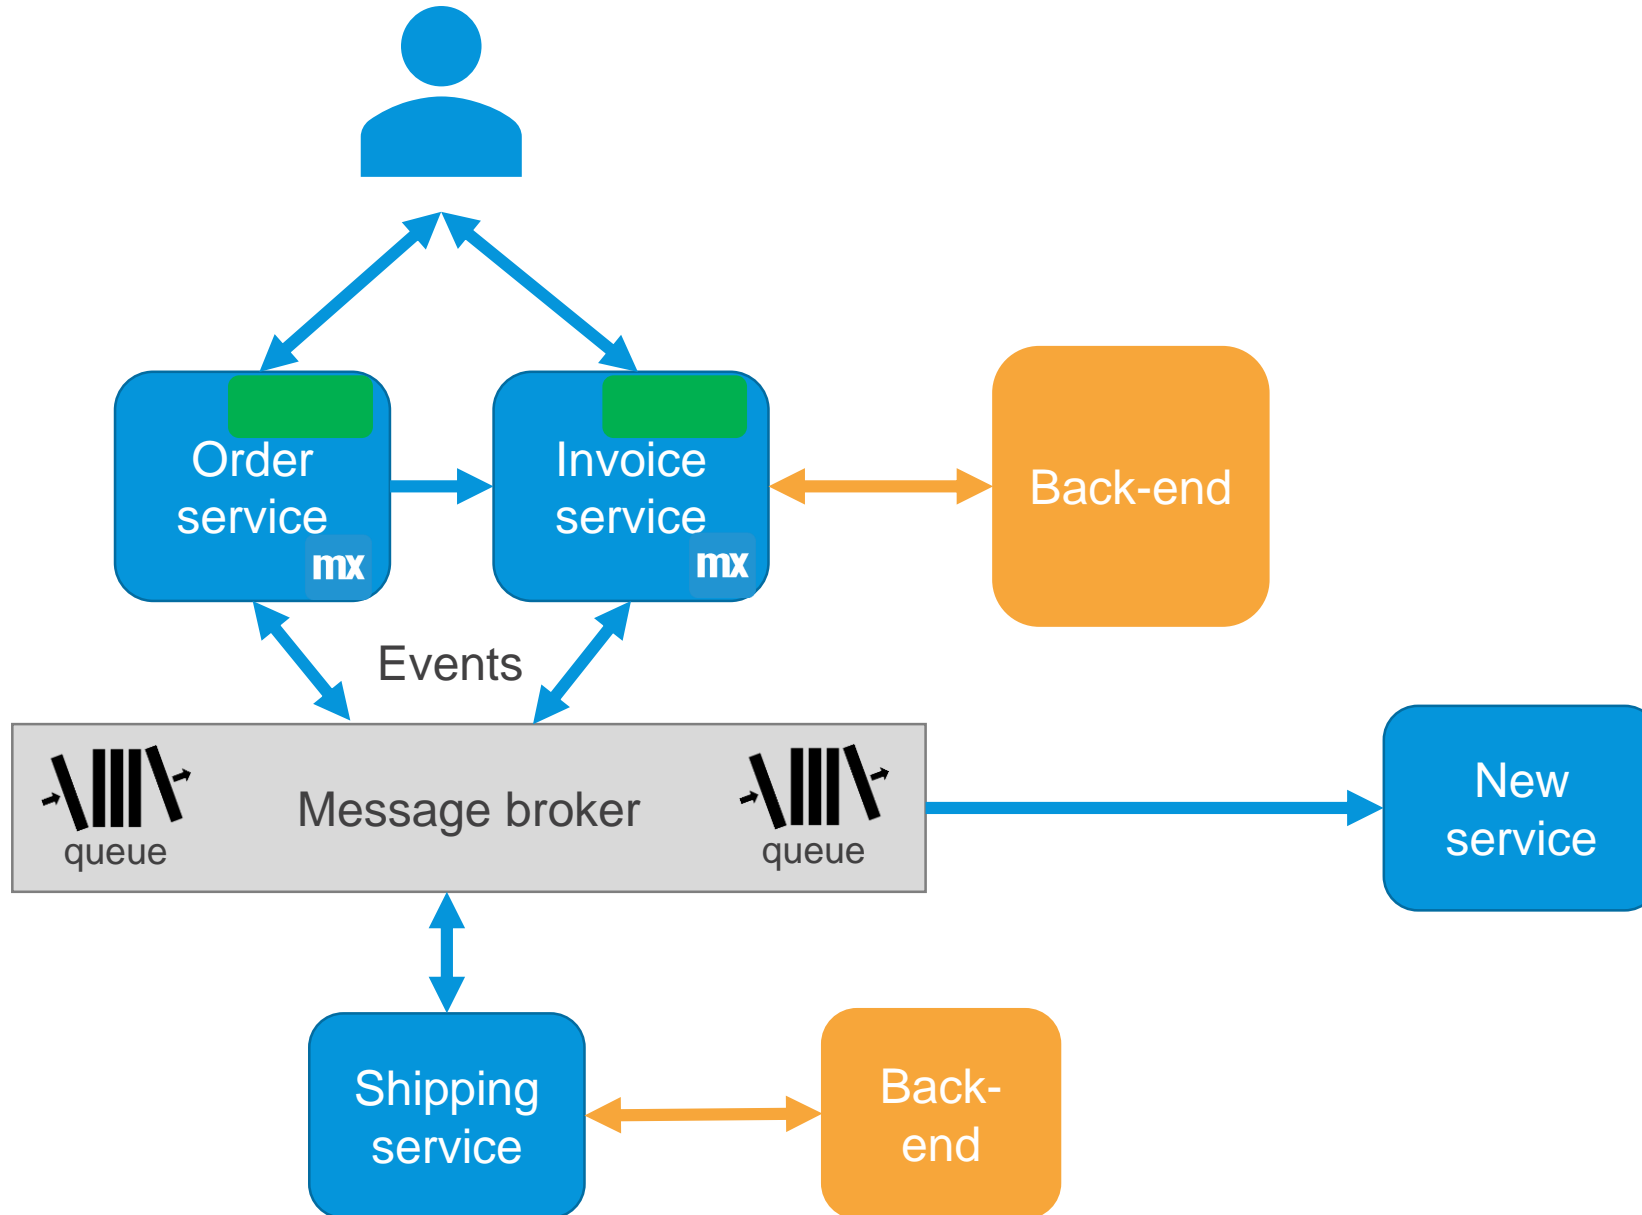 Order
service
mx
Invoice
service
mx
Back-end
Events
queue
Message broker
queue
New
service
Shipping
service
Back-
end